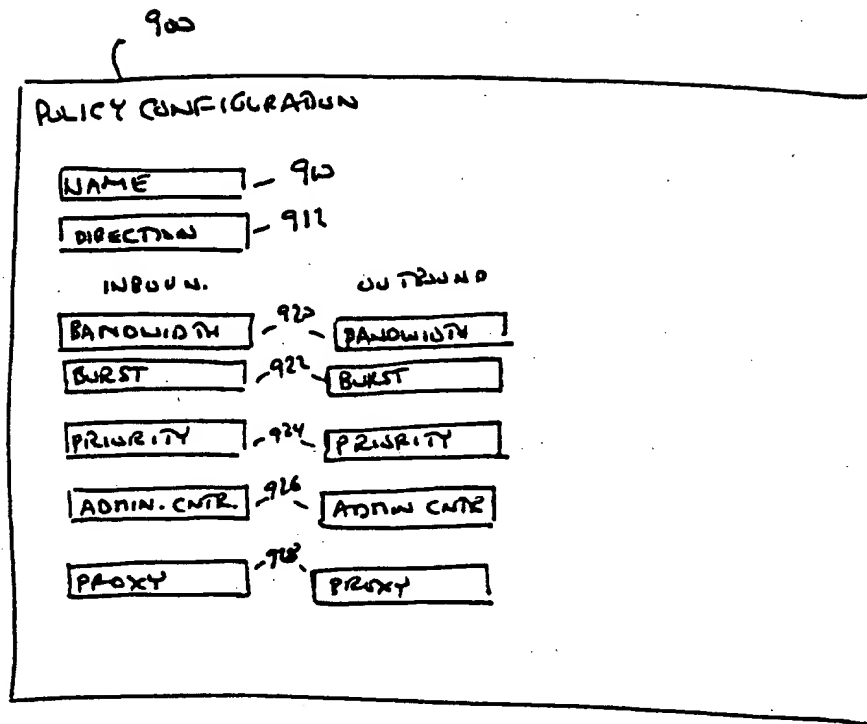 900
POLICY CONFIGURATION
NAME 910
DIRECTION 912
INBOUN. OUTBOUND
BANDWIDTH 920 BANDWIDTH
BURST 922 BURST
PRIORITY 924 PRIORITY
ADMIN. CNTR. 926 ADMIN CNTR
PROXY 928 PROXY